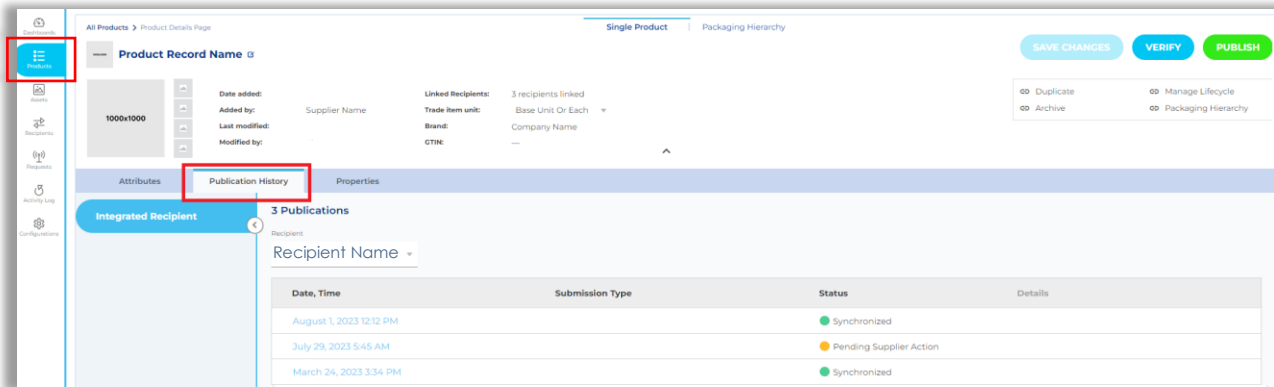 Dashboards
Products
Assets
Recipients
Requests
Activity Log
Configurations
All Products > Product Details Page
Single Product | Packaging Hierarchy
Product Record Name
SAVE CHANGES VERIFY PUBLISH
1000x1000
Date added: Linked Recipients: 3 recipients linked
Added by: Supplier Name Trade item unit: Base Unit Or Each
Last modified: Brand: Company Name
Modified by: GTIN: —
Duplicate Manage Lifecycle
Archive Packaging Hierarchy
Attributes Publication History Properties
Integrated Recipient
3 Publications
Recipient
Recipient Name
Date, Time Submission Type Status Details
August 1, 2023 12:12 PM Synchronized
July 29, 2023 5:45 AM Pending Supplier Action
March 24, 2023 3:34 PM Synchronized